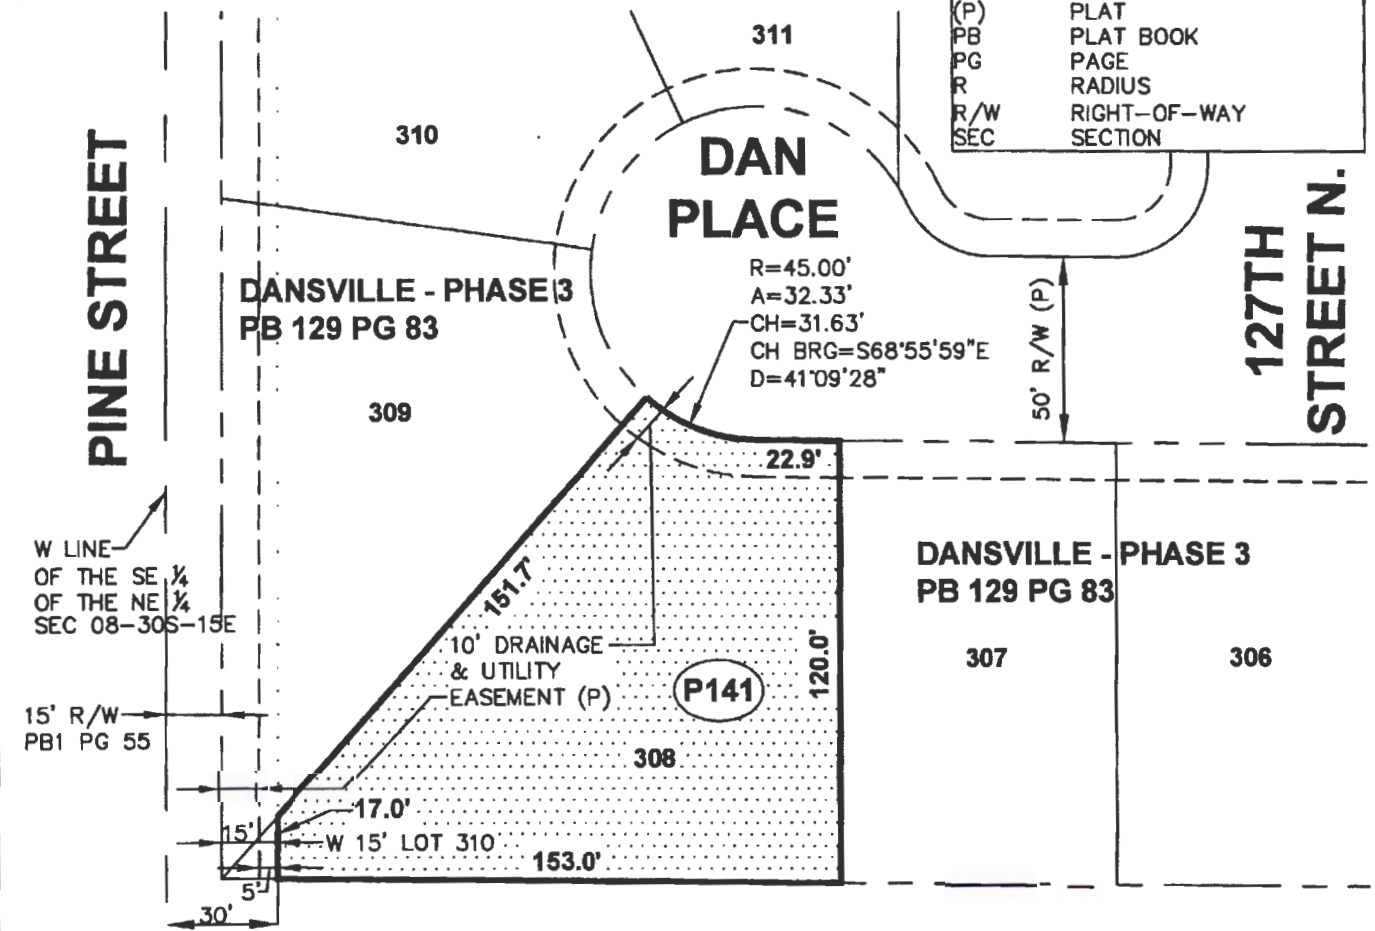 (P) PLAT
PB PLAT BOOK
PG PAGE
R RADIUS
R/W RIGHT-OF-WAY
SEC SECTION
311
310
DAN
PLACE
PINE STREET
127TH
STREET N.
R=45.00'
A=32.33'
CH=31.63'
CH BRG=S68°55'59"E
D=41°09'28"
50' R/W (P)
DANSVILLE - PHASE 3
PB 129 PG 83
309
22.9'
W LINE
OF THE SE ¼
OF THE NE ¼
SEC 08-30S-15E
151.7'
DANSVILLE - PHASE 3
PB 129 PG 83
10' DRAINAGE
& UTILITY
EASEMENT (P)
P141
120.0'
307
306
15' R/W
PB1 PG 55
308
17.0'
15'
W 15' LOT 310
153.0'
5'
30'